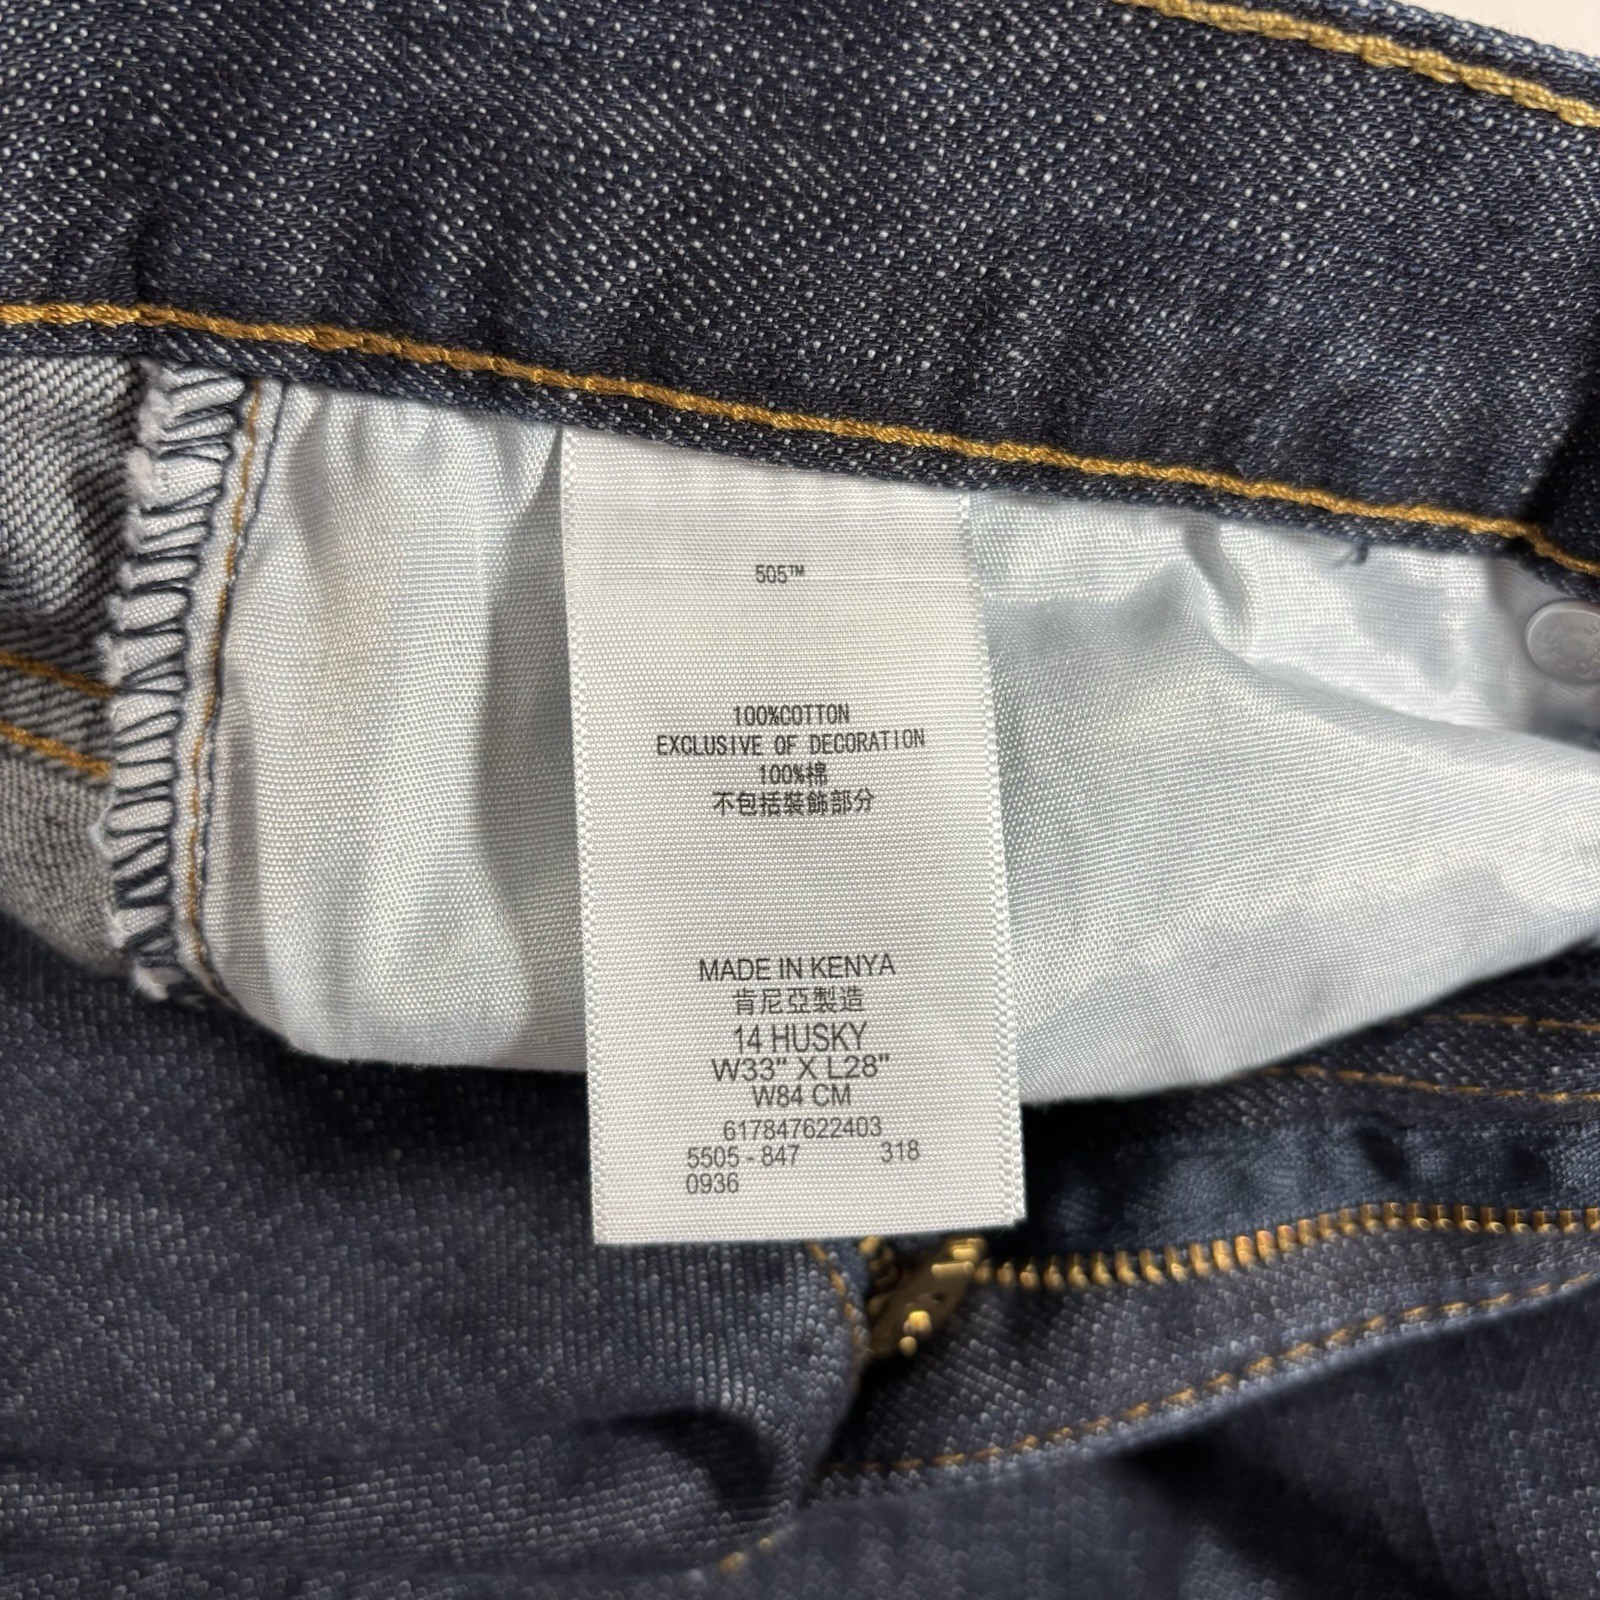 505™
100%COTTON
EXCLUSIVE OF DECORATION
100%棉
不包括裝飾部分
MADE IN KENYA
肯尼亞製造
14 HUSKY
W33" X L28"
W84 CM
617847622403
5505 - 847 318
0936